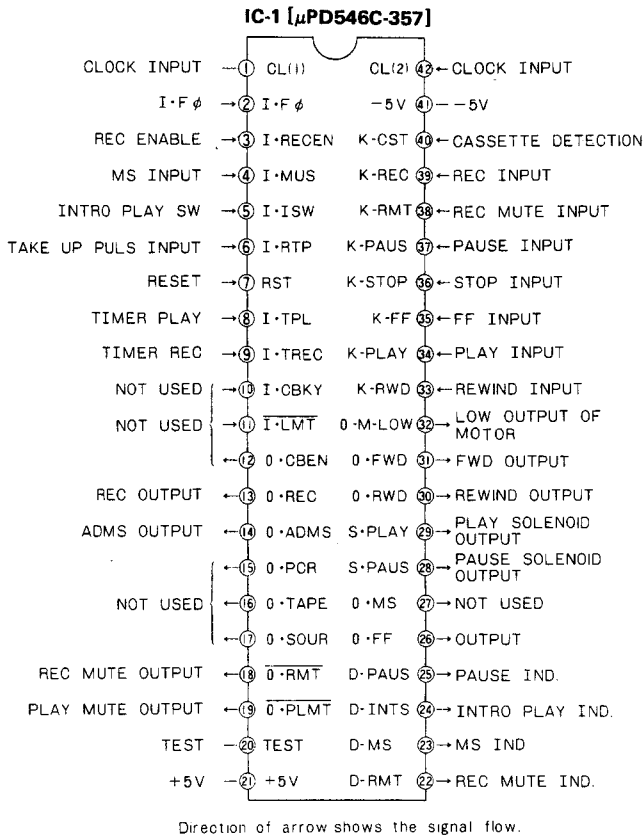 IC-1 [μPD546C-357]
CLOCK INPUT 1 CL(1) CL(2) 42 CLOCK INPUT
I·Fφ 2 I·Fφ −5V 41 −5V
REC ENABLE 3 I·RECEN K-CST 40 CASSETTE DETECTION
MS INPUT 4 I·MUS K-REC 39 REC INPUT
INTRO PLAY SW 5 I·ISW K-RMT 38 REC MUTE INPUT
TAKE UP PULS INPUT 6 I·RTP K-PAUS 37 PAUSE INPUT
RESET 7 RST K-STOP 36 STOP INPUT
TIMER PLAY 8 I·TPL K-FF 35 FF INPUT
TIMER REC 9 I·TREC K-PLAY 34 PLAY INPUT
NOT USED 10 I·CBKY K-RWD 33 REWIND INPUT
NOT USED 11 I·LMT O·M-LOW 32 LOW OUTPUT OF MOTOR
12 O·CBEN O·FWD 31 FWD OUTPUT
REC OUTPUT 13 O·REC O·RWD 30 REWIND OUTPUT
ADMS OUTPUT 14 O·ADMS S·PLAY 29 PLAY SOLENOID OUTPUT
15 O·PCR S·PAUS 28 PAUSE SOLENOID OUTPUT
NOT USED 16 O·TAPE O·MS 27 NOT USED
17 O·SOUR O·FF 26 OUTPUT
REC MUTE OUTPUT 18 O·RMT D-PAUS 25 PAUSE IND.
PLAY MUTE OUTPUT 19 O·PLMT D-INTS 24 INTRO PLAY IND.
TEST 20 TEST D-MS 23 MS IND
+5V 21 +5V D-RMT 22 REC MUTE IND.
Direction of arrow shows the signal flow.